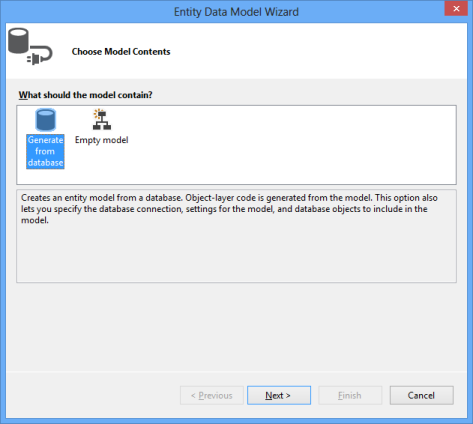 Entity Data Model Wizard
Choose Model Contents
What should the model contain?
Generate
from
database
Empty model
Creates an entity model from a database. Object-layer code is generated from the model. This option also
lets you specify the database connection, settings for the model, and database objects to include in the
model.
< Previous
Next >
Finish
Cancel